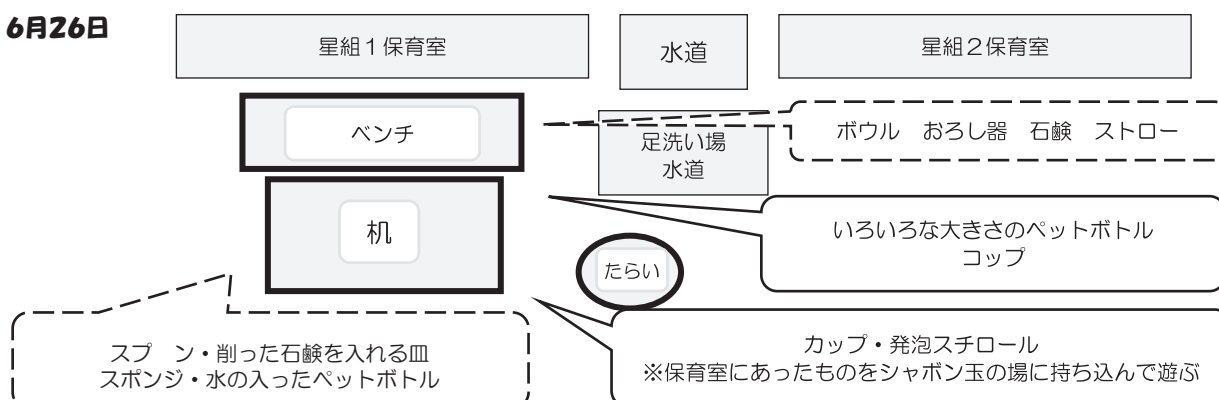 6月26日
星組1保育室
水道
星組2保育室
ベンチ
ボウル　おろし器　石鹸　ストロー
足洗い場
水道
机
いろいろな大きさのペットボトル
コップ
たらい
スプ　ン・削った石鹸を入れる皿
スポンジ・水の入ったペットボトル
カップ・発泡スチロール
※保育室にあったものをシャボン玉の場に持ち込んで遊ぶ